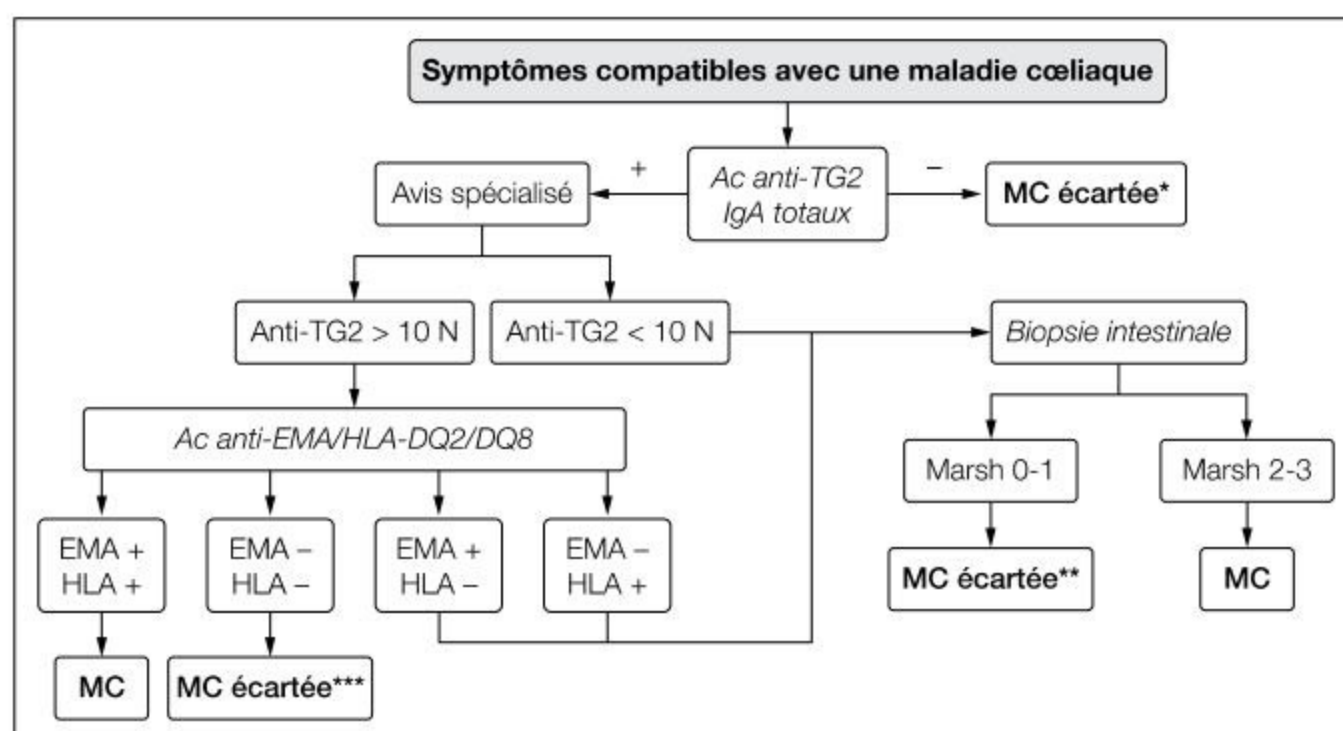 Symptômes compatibles avec une maladie cœliaque
+
–
Avis spécialisé
Ac anti-TG2
IgA totaux
MC écartée*
Anti-TG2 > 10 N
Anti-TG2 < 10 N
Biopsie intestinale
Ac anti-EMA/HLA-DQ2/DQ8
Marsh 0-1
Marsh 2-3
EMA +
HLA +
EMA –
HLA –
EMA +
HLA –
EMA –
HLA +
MC écartée**
MC
MC
MC écartée***